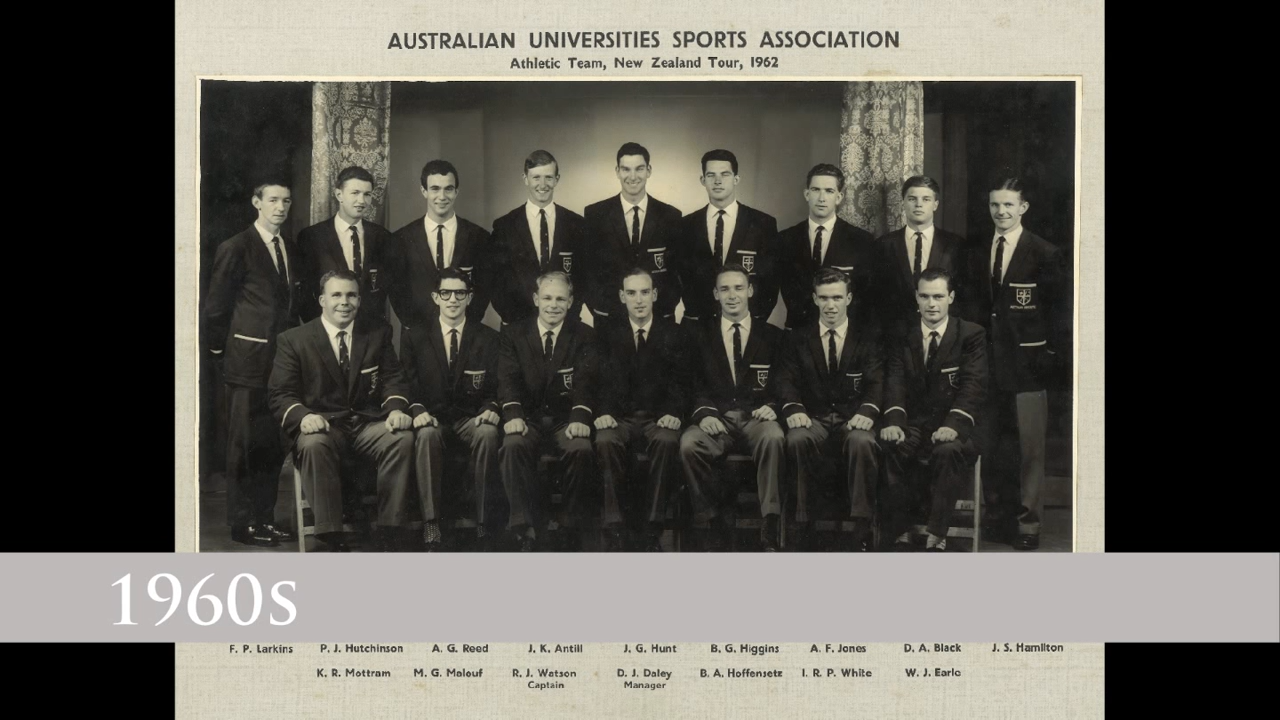 AUSTRALIAN UNIVERSITIES SPORTS ASSOCIATION
Athletic Team, New Zealand Tour, 1962
1960s
F. P. Larkins P. J. Hutchinson A. G. Reed J. K. Antill J. G. Hunt B. G. Higgins A. F. Jones D. A. Black J. S. Hamilton
K. R. Mottram M. G. Malouf R. J. Watson D. J. Daley B. A. Hoffensetz I. R. P. White W. J. Earle
Captain Manager